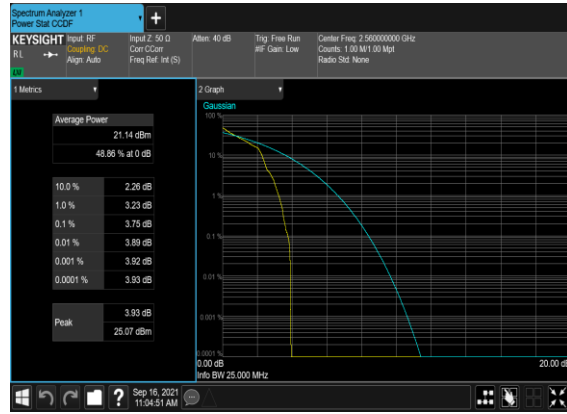 Spectrum Analyzer 1
Power Stat CCDF
KEYSIGHT
Input: RF
Input Z: 50 Ω
Atten: 40 dB
Trig: Free Run
Center Freq: 2.560000000 GHz
RL
Coupling: DC
Corr CCorr
#IF Gain: Low
Counts: 1.00 M/1.00 Mpt
Align: Auto
Freq Ref: Int (S)
Radio Std: None
1 Metrics
2 Graph
Gaussian
Average Power
21.14 dBm
48.86 % at 0 dB
10.0 % 2.26 dB
1.0 % 3.23 dB
0.1 % 3.75 dB
0.01 % 3.89 dB
0.001 % 3.92 dB
0.0001 % 3.93 dB
Peak
3.93 dB
25.07 dBm
100 %
10 %
1 %
0.1 %
0.01 %
0.001 %
0.0001 %
0.00 dB
20.00 dB
Info BW 25.000 MHz
?
Sep 16, 2021
11:04:51 AM